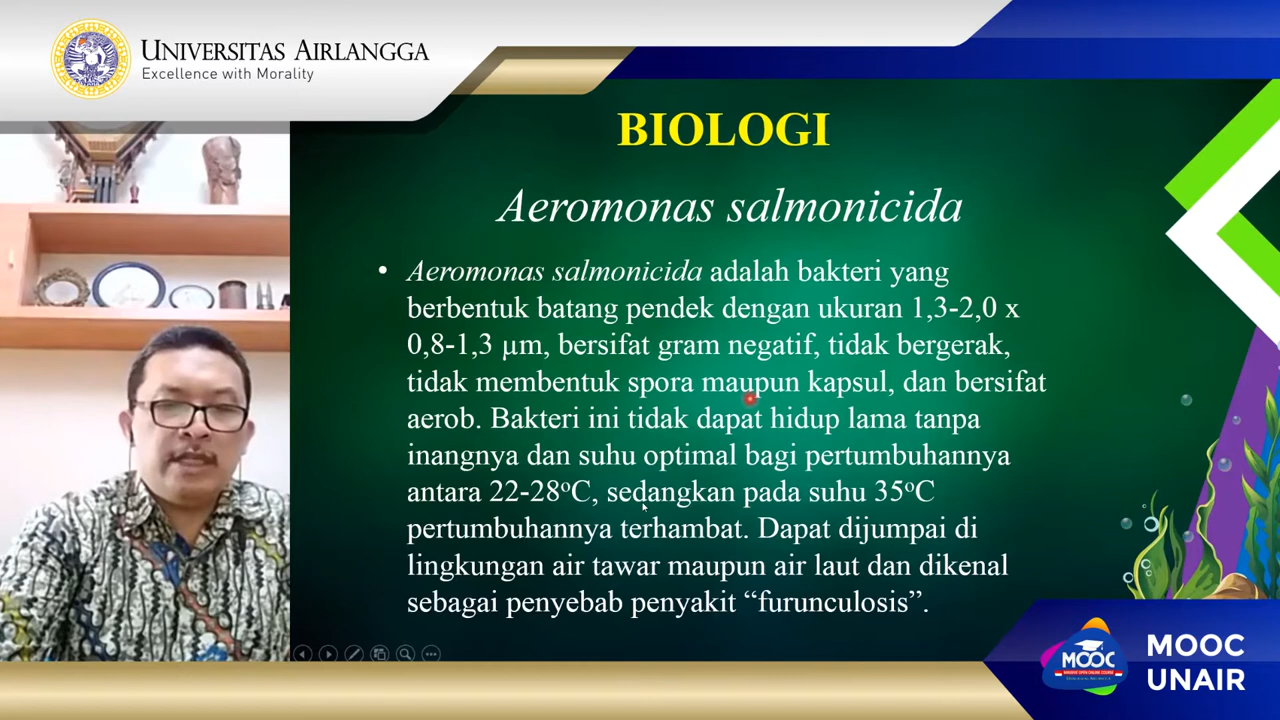 UNIVERSITAS AIRLANGGA
Excellence with Morality
BIOLOGI
Aeromonas salmonicida
• Aeromonas salmonicida adalah bakteri yang
berbentuk batang pendek dengan ukuran 1,3-2,0 x
0,8-1,3 µm, bersifat gram negatif, tidak bergerak,
tidak membentuk spora maupun kapsul, dan bersifat
aerob. Bakteri ini tidak dapat hidup lama tanpa
inangnya dan suhu optimal bagi pertumbuhannya
antara 22-28ºC, sedangkan pada suhu 35ºC
pertumbuhannya terhambat. Dapat dijumpai di
lingkungan air tawar maupun air laut dan dikenal
sebagai penyebab penyakit “furunculosis”.
MOOC
MOOC
UNAIR